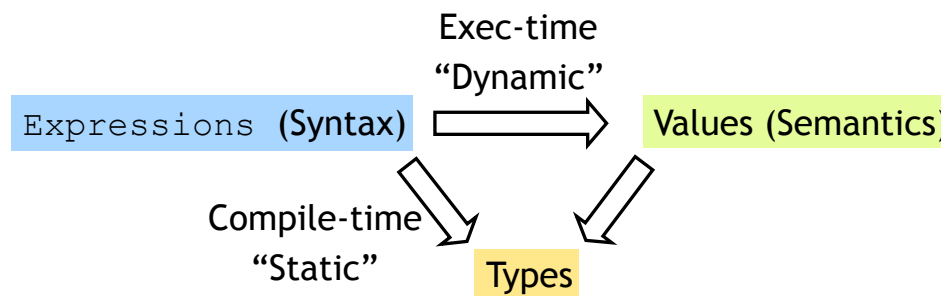 Exec-time
“Dynamic”
Expressions (Syntax)
Values (Semantics)
Compile-time
“Static”
Types